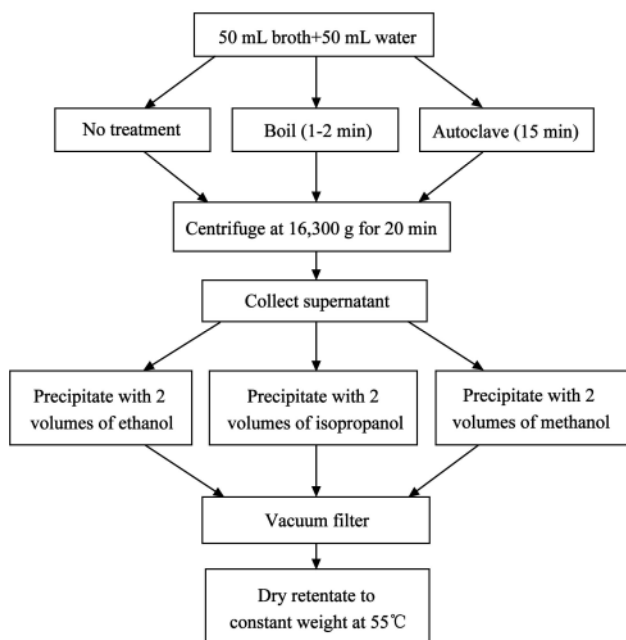 50 mL broth+50 mL water
No treatment
Boil (1-2 min)
Autoclave (15 min)
Centrifuge at 16,300 g for 20 min
Collect supernatant
Precipitate with 2
volumes of ethanol
Precipitate with 2
volumes of isopropanol
Precipitate with 2
volumes of methanol
Vacuum filter
Dry retentate to
constant weight at 55℃